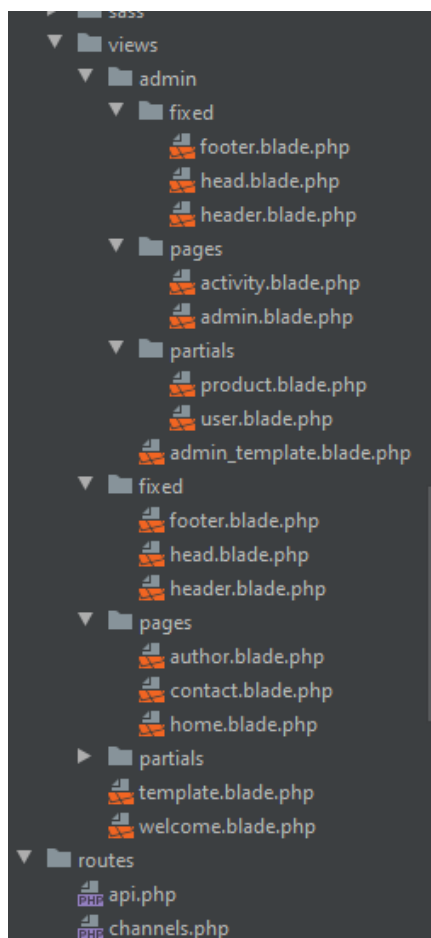 sass
views
admin
fixed
footer.blade.php
head.blade.php
header.blade.php
pages
activity.blade.php
admin.blade.php
partials
product.blade.php
user.blade.php
admin_template.blade.php
fixed
footer.blade.php
head.blade.php
header.blade.php
pages
author.blade.php
contact.blade.php
home.blade.php
partials
template.blade.php
welcome.blade.php
routes
PHP api.php
PHP channels.php